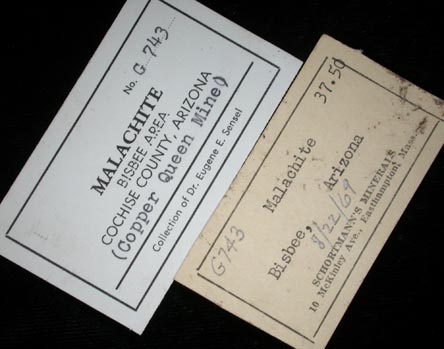 No. G 743
MALACHITE
BISBEE AREA
COCHISE COUNTY, ARIZONA
(Copper Queen Mine)
Collection of Dr. Eugene E. Sensel
37.50
G743
Malachite
Bisbee, Arizona
8/22/69
SCHORTMANN'S MINERALS
10 McKinley Ave., Easthampton, Mass.